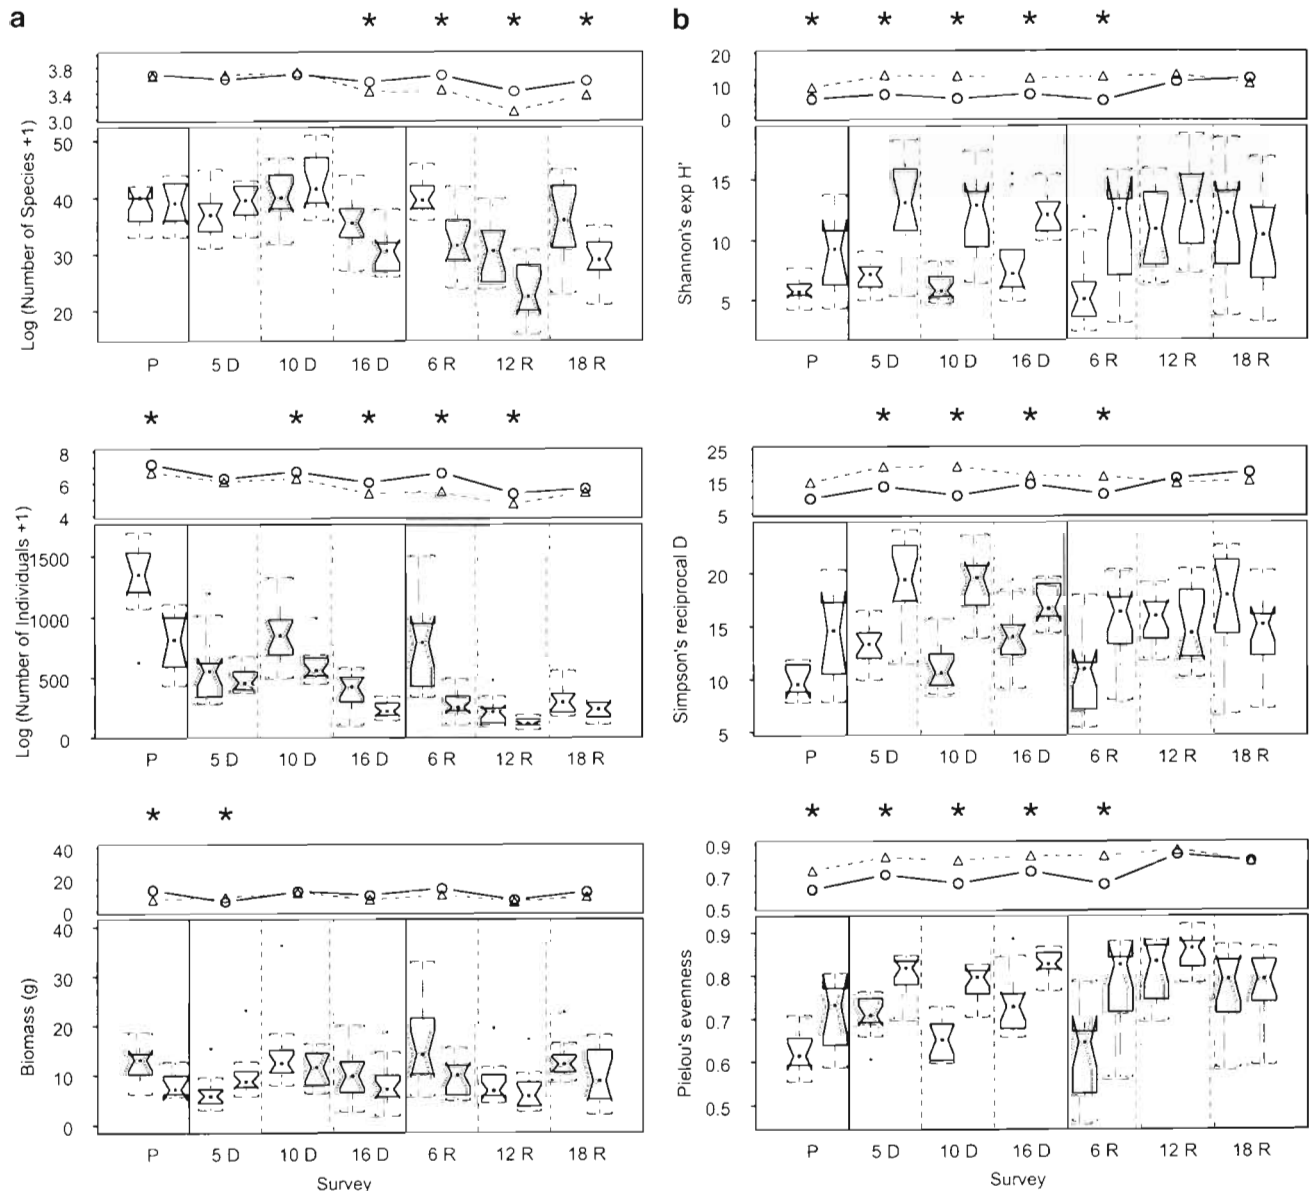 a
* * * *
3.8
3.4
3.0
Log (Number of Species +1)
50
40
30
20
P 5 D 10 D 16 D 6 R 12 R 18 R
* * * * *
8
6
4
Log (Number of Individuals +1)
1500
1000
500
0
P 5 D 10 D 16 D 6 R 12 R 18 R
* *
40
20
0
Biomass (g)
40
30
20
10
0
P 5 D 10 D 16 D 6 R 12 R 18 R
Survey
b
* * * * *
20
10
0
Shannon's exp H'
15
10
5
P 5 D 10 D 16 D 6 R 12 R 18 R
* * * *
25
15
5
Simpson's reciprocal D
20
15
10
5
P 5 D 10 D 16 D 6 R 12 R 18 R
* * * * *
0.9
0.7
0.5
Pielou's evenness
0.9
0.8
0.7
0.6
0.5
P 5 D 10 D 16 D 6 R 12 R 18 R
Survey